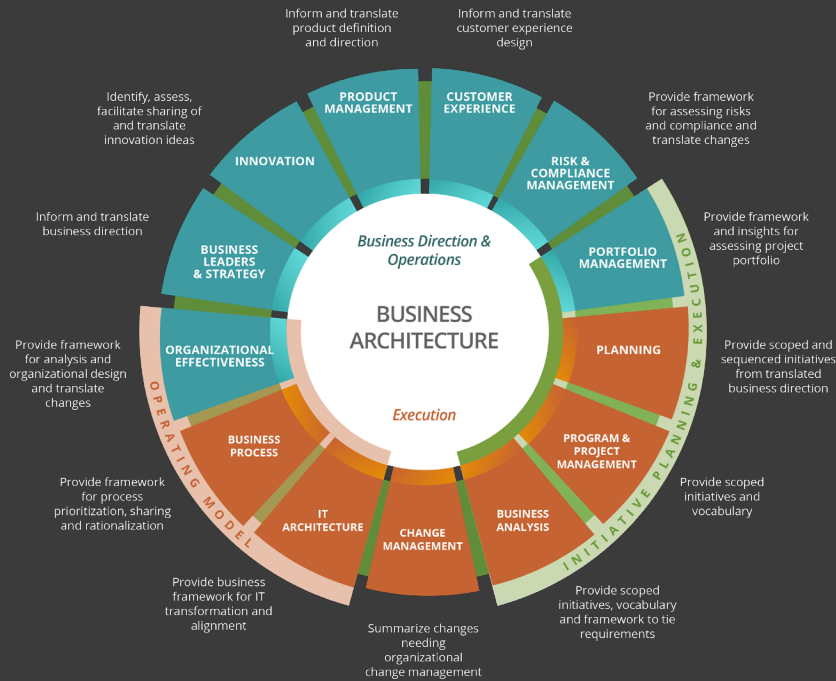 Inform and translate
product definition
and direction
Inform and translate
customer experience
design
Identify, assess,
facilitate sharing of
and translate
innovation ideas
Provide framework
for assessing risks
and compliance and
translate changes
PRODUCT
MANAGEMENT
CUSTOMER
EXPERIENCE
INNOVATION
RISK &
COMPLIANCE
MANAGEMENT
Inform and translate
business direction
Provide framework
and insights for
assessing project
portfolio
BUSINESS
LEADERS
& STRATEGY
PORTFOLIO
MANAGEMENT
Business Direction &
Operations
BUSINESS
ARCHITECTURE
Execution
ORGANIZATIONAL
EFFECTIVENESS
PLANNING
Provide framework
for analysis and
organizational design
and translate
changes
Provide scoped and
sequenced initiatives
from translated
business direction
BUSINESS
PROCESS
PROGRAM &
PROJECT
MANAGEMENT
IT
ARCHITECTURE
CHANGE
MANAGEMENT
BUSINESS
ANALYSIS
OPERATING MODEL
INITIATIVE PLANNING & EXECUTION
Provide framework
for process
prioritization, sharing
and rationalization
Provide scoped
initiatives and
vocabulary
Provide business
framework for IT
transformation and
alignment
Summarize changes
needing
organizational
change management
Provide scoped
initiatives, vocabulary
and framework to tie
requirements